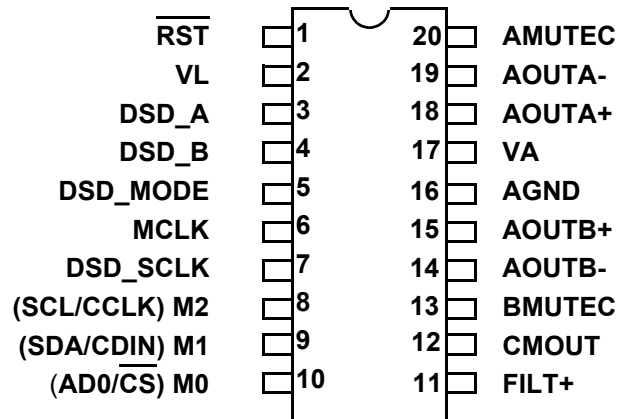 RST 1 20 AMUTEC
VL 2 19 AOUTA-
DSD_A 3 18 AOUTA+
DSD_B 4 17 VA
DSD_MODE 5 16 AGND
MCLK 6 15 AOUTB+
DSD_SCLK 7 14 AOUTB-
(SCL/CCLK) M2 8 13 BMUTEC
(SDA/CDIN) M1 9 12 CMOUT
(AD0/CS) M0 10 11 FILT+